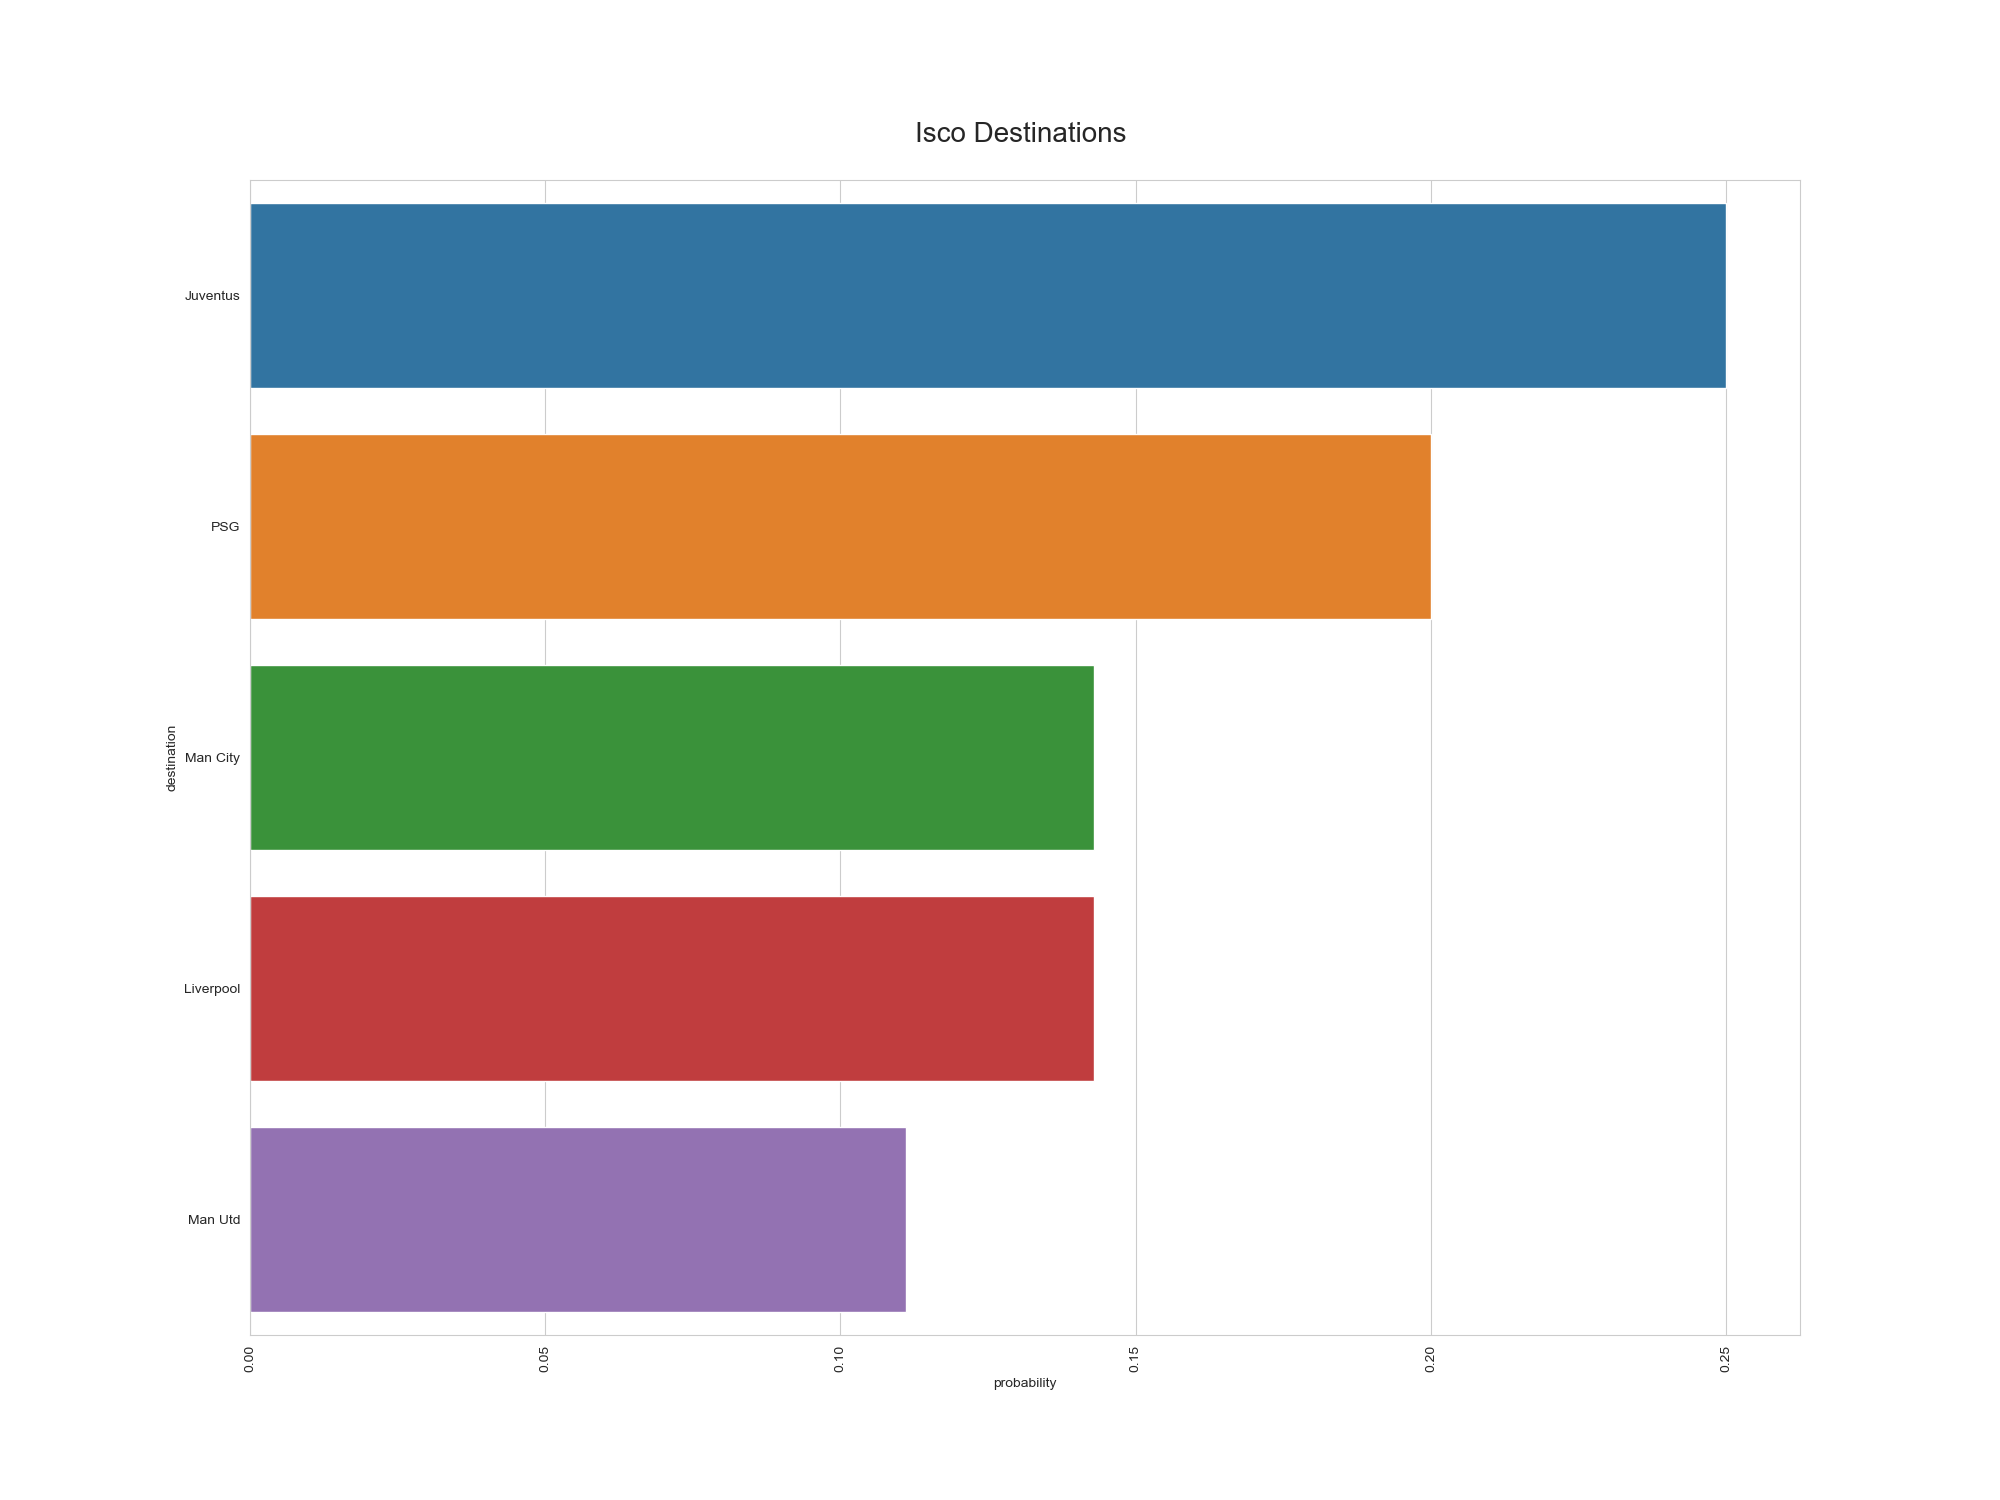 Isco Destinations
destination
Juventus
PSG
Man City
Liverpool
Man Utd
0.00
0.05
0.10
0.15
0.20
0.25
probability